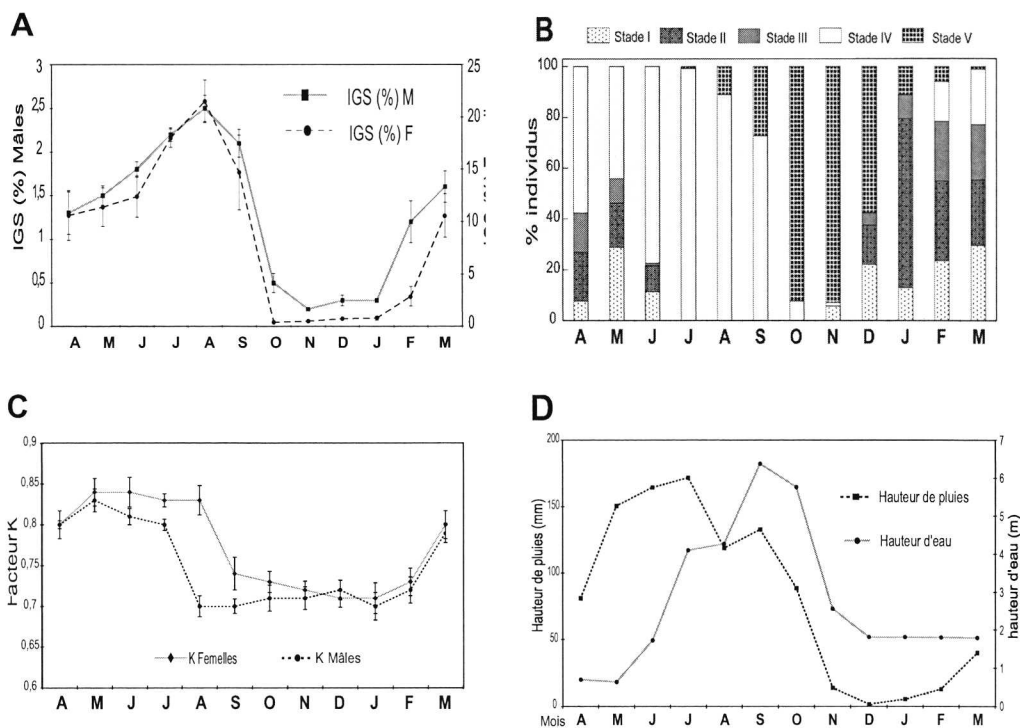 A
3
2,5
2
1,5
1
0,5
0
IGS (%) Mâles
25
20
15
10
5
0
IGS (%) M
IGS (%) F
A M J J A S O N D J F M
B
Stade I Stade II Stade III Stade IV Stade V
100
80
60
40
20
0
% individus
A M J J A S O N D J F M
C
0,9
0,85
0,8
0,75
0,7
0,65
0,6
Facteur K
K Femelles K Mâles
A M J J A S O N D J F M
D
200
150
100
50
0
Hauteur de pluies (mm)
7
6
5
4
3
2
1
0
hauteur d'eau (m)
Hauteur de pluies
Hauteur d'eau
Mois A M J J A S O N D J F M